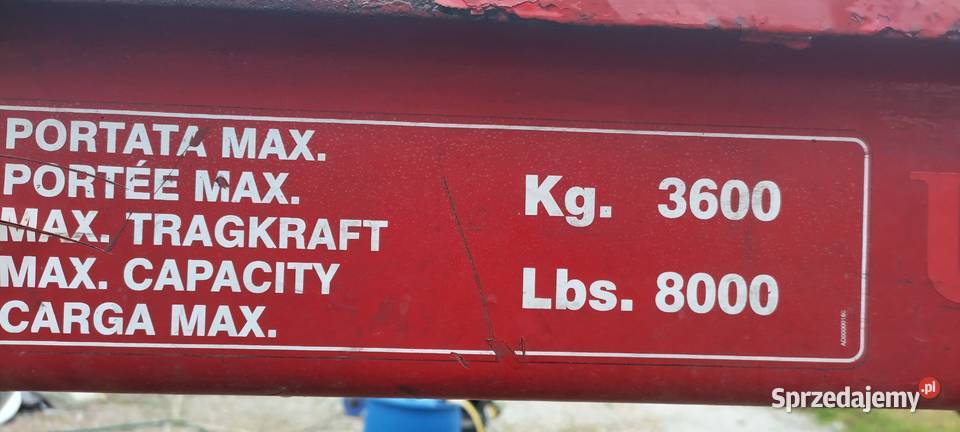 PORTATA MAX.
PORTÉE MAX.
MAX. TRAGKRAFT
MAX. CAPACITY
CARGA MAX.
Kg. 3600
Lbs. 8000
Sprzedajemy.pl